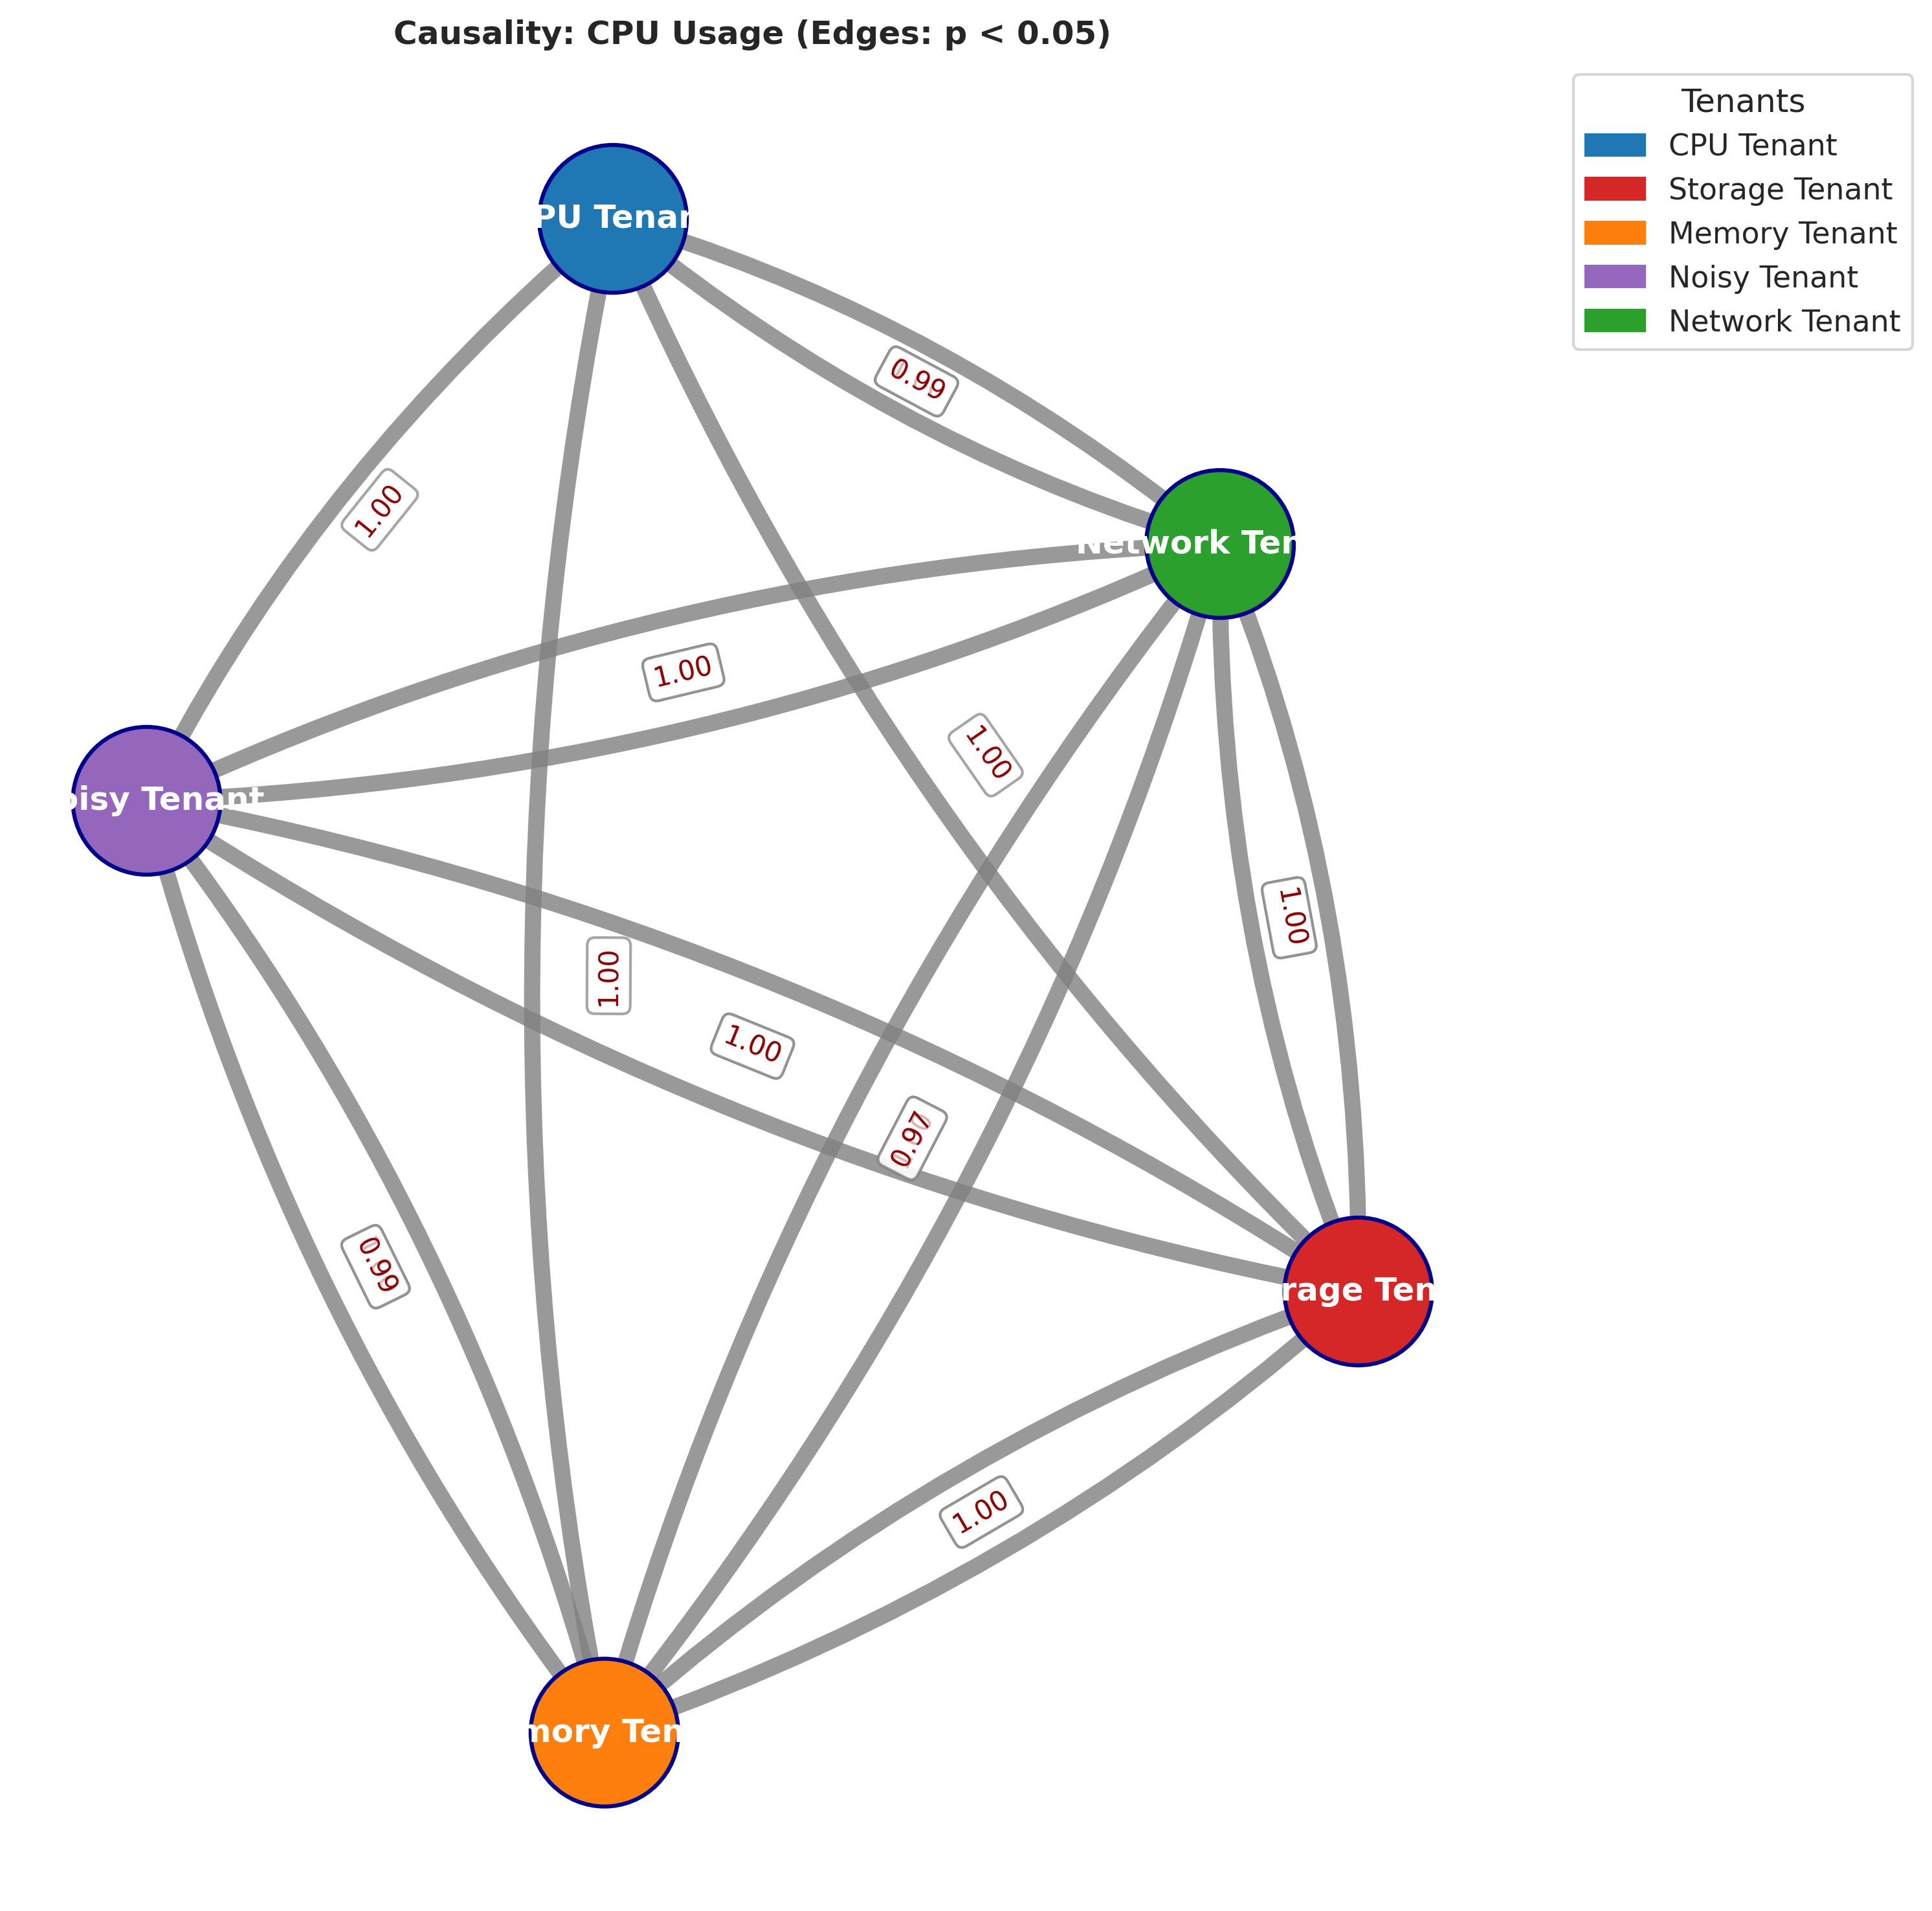 Causality: CPU Usage (Edges: p < 0.05)
Tenants
CPU Tenant
Storage Tenant
Memory Tenant
Noisy Tenant
Network Tenant
PU Tenan
0.99
1.00
Network Ten
1.00
1.00
oisy Tenant
1.00
1.00
1.00
0.97
0.99
rage Ten
1.00
mory Ten